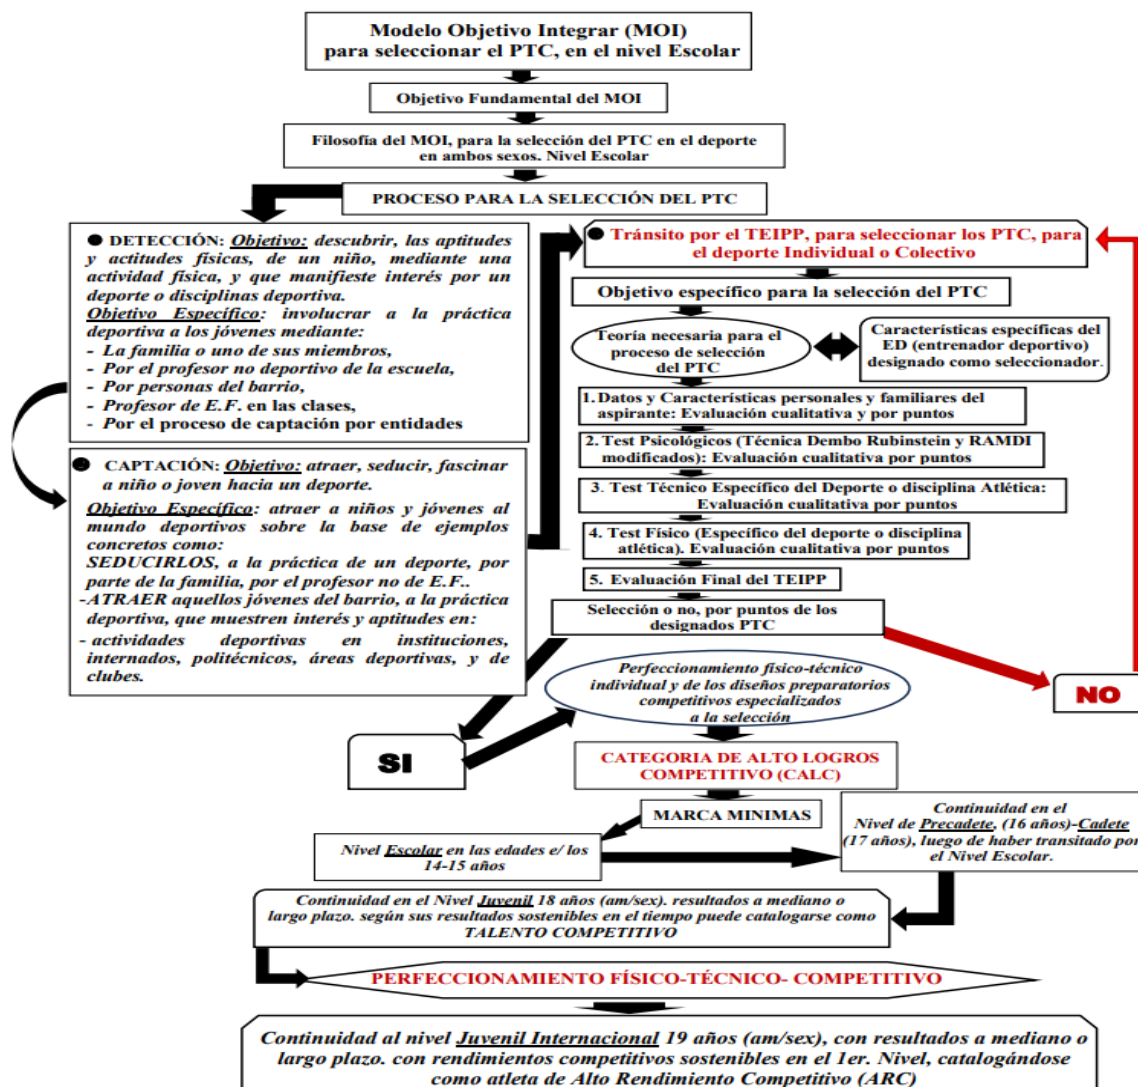 Modelo Objetivo Integrar (MOI)
para seleccionar el PTC, en el nivel Escolar
Objetivo Fundamental del MOI
Filosofía del MOI, para la selección del PTC en el deporte
en ambos sexos. Nivel Escolar
PROCESO PARA LA SELECCIÓN DEL PTC
● DETECCIÓN: Objetivo: descubrir, las aptitudes
y actitudes físicas, de un niño, mediante una
actividad física, y que manifieste interés por un
deporte o disciplinas deportiva.
Objetivo Específico: involucrar a la práctica
deportiva a los jóvenes mediante:
- La familia o uno de sus miembros,
- Por el profesor no deportivo de la escuela,
- Por personas del barrio,
- Profesor de E.F. en las clases,
- Por el proceso de captación por entidades
● CAPTACIÓN: Objetivo: atraer, seducir, fascinar
a niño o joven hacia un deporte.
Objetivo Específico: atraer a niños y jóvenes al
mundo deportivos sobre la base de ejemplos
concretos como:
SEDUCIRLOS, a la práctica de un deporte, por
parte de la familia, por el profesor no de E.F..
-ATRAER aquellos jóvenes del barrio, a la práctica
deportiva, que muestren interés y aptitudes en:
- actividades deportivas en instituciones,
internados, politécnicos, áreas deportivas, y de
clubes.
● Tránsito por el TEIPP, para seleccionar los PTC, para
el deporte Individual o Colectivo
Objetivo específico para la selección del PTC
Teoría necesaria para el
proceso de selección
del PTC
Características específicas del
ED (entrenador deportivo)
designado como seleccionador.
1. Datos y Características personales y familiares del
aspirante: Evaluación cualitativa y por puntos
2. Test Psicológicos (Técnica Dembo Rubinstein y RAMDI
modificados): Evaluación cualitativa por puntos
3. Test Técnico Específico del Deporte o disciplina Atlética:
Evaluación cualitativa por puntos
4. Test Físico (Específico del deporte o disciplina
atlética). Evaluación cualitativa por puntos
5. Evaluación Final del TEIPP
Selección o no, por puntos de los
designados PTC
NO
SI
Perfeccionamiento físico-técnico
individual y de los diseños preparatorios
competitivos especializados
a la selección
CATEGORIA DE ALTO LOGROS
COMPETITIVO (CALC)
MARCA MINIMAS
Nivel Escolar en las edades e/ los
14-15 años
Continuidad en el
Nivel de Precadete, (16 años)-Cadete
(17 años), luego de haber transitado por
el Nivel Escolar.
Continuidad en el Nivel Juvenil 18 años (am/sex). resultados a mediano o
largo plazo. según sus resultados sostenibles en el tiempo puede catalogarse como
TALENTO COMPETITIVO
PERFECCIONAMIENTO FÍSICO-TÉCNICO- COMPETITIVO
Continuidad al nivel Juvenil Internacional 19 años (am/sex), con resultados a mediano o
largo plazo. con rendimientos competitivos sostenibles en el 1er. Nivel, catalogándose
como atleta de Alto Rendimiento Competitivo (ARC)